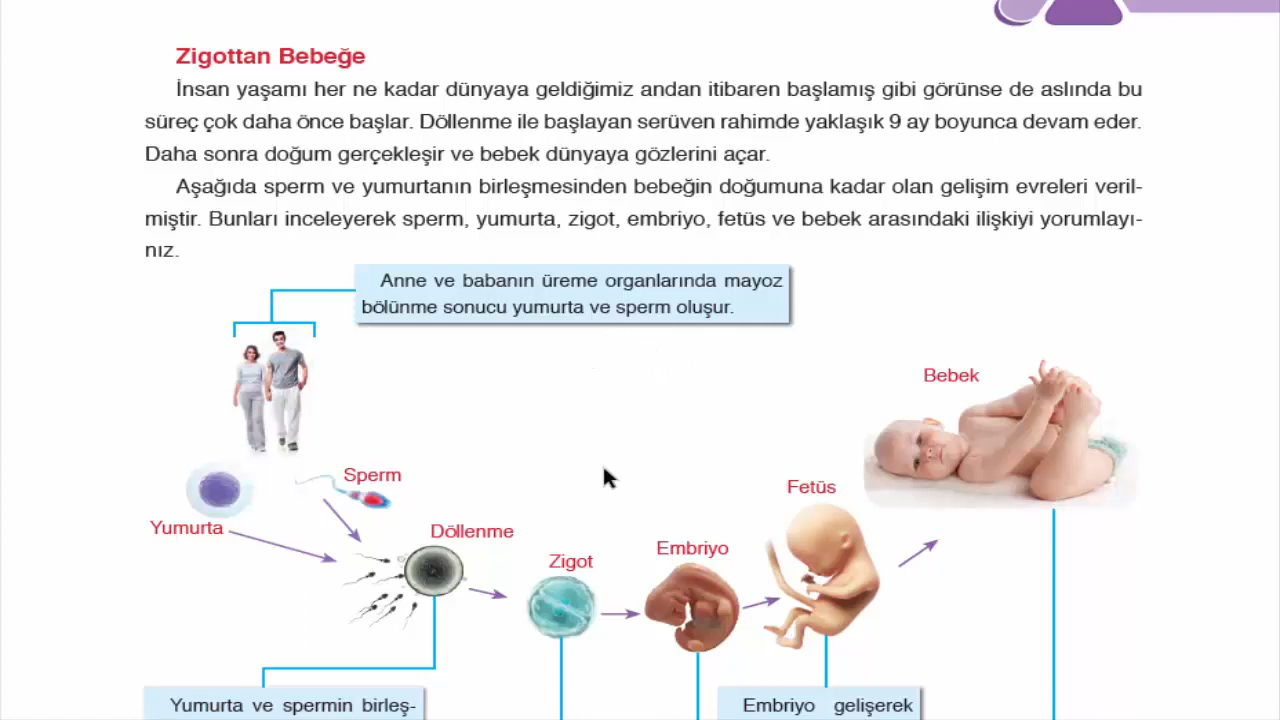 Zigottan Bebeğe
İnsan yaşamı her ne kadar dünyaya geldiğimiz andan itibaren başlamış gibi görünse de aslında bu
süreç çok daha önce başlar. Döllenme ile başlayan serüven rahimde yaklaşık 9 ay boyunca devam eder.
Daha sonra doğum gerçekleşir ve bebek dünyaya gözlerini açar.
Aşağıda sperm ve yumurtanın birleşmesinden bebeğin doğumuna kadar olan gelişim evreleri veril-
miştir. Bunları inceleyerek sperm, yumurta, zigot, embriyo, fetüs ve bebek arasındaki ilişkiyi yorumlayı-
nız.
Anne ve babanın üreme organlarında mayoz
bölünme sonucu yumurta ve sperm oluşur.
Bebek
Sperm
Fetüs
Yumurta
Döllenme
Embriyo
Zigot
Yumurta ve spermin birleş-
Embriyo gelişerek